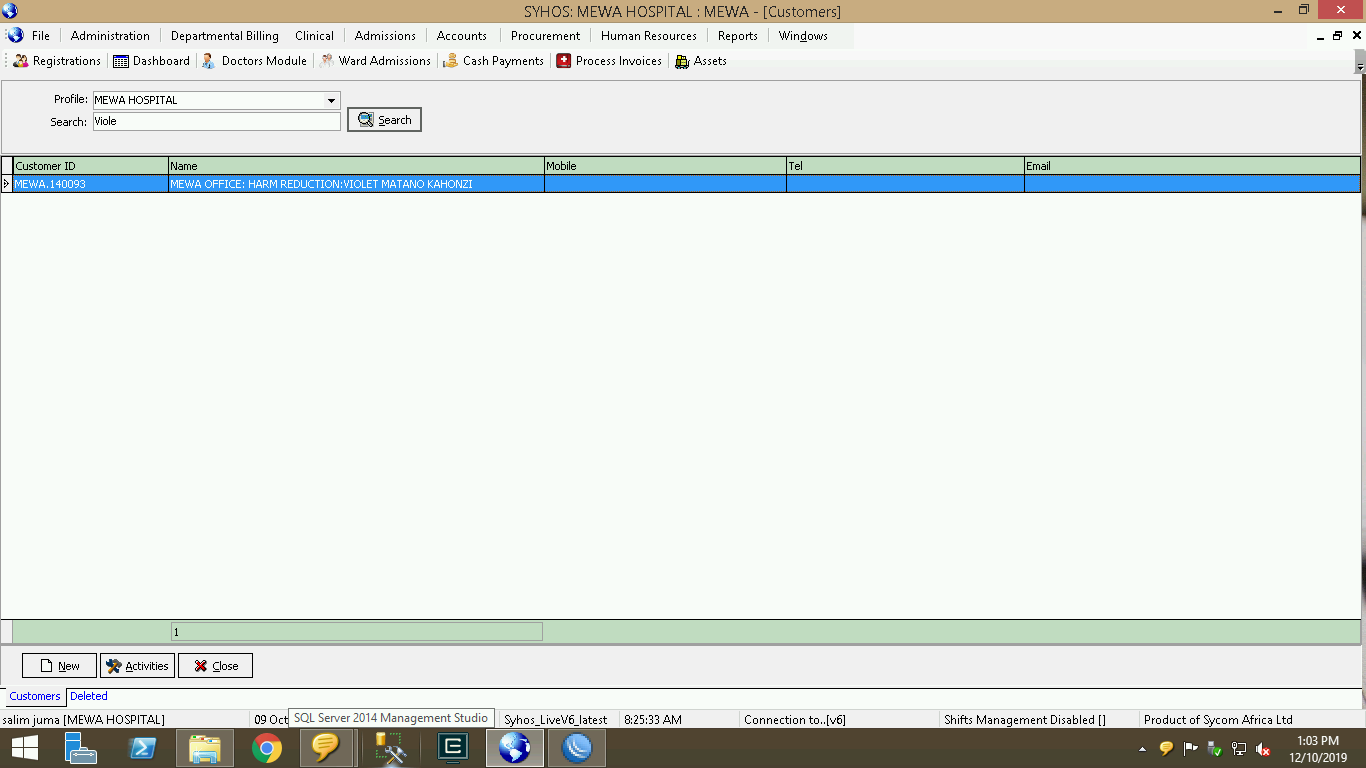 SYHOS: MEWA HOSPITAL : MEWA - [Customers]
File Administration Departmental Billing Clinical Admissions Accounts Procurement Human Resources Reports Windows
Registrations Dashboard Doctors Module Ward Admissions Cash Payments Process Invoices Assets
Profile: MEWA HOSPITAL
Search: Viole Search
Customer ID Name Mobile Tel Email
MEWA.140093 MEWA OFFICE: HARM REDUCTION:VIOLET MATANO KAHONZI
1
New Activities Close
Customers Deleted
salim juma [MEWA HOSPITAL] 09 Oct SQL Server 2014 Management Studio Syhos_LiveV6_latest 8:25:33 AM Connection to..[v6] Shifts Management Disabled [] Product of Sycom Africa Ltd
1:03 PM
12/10/2019